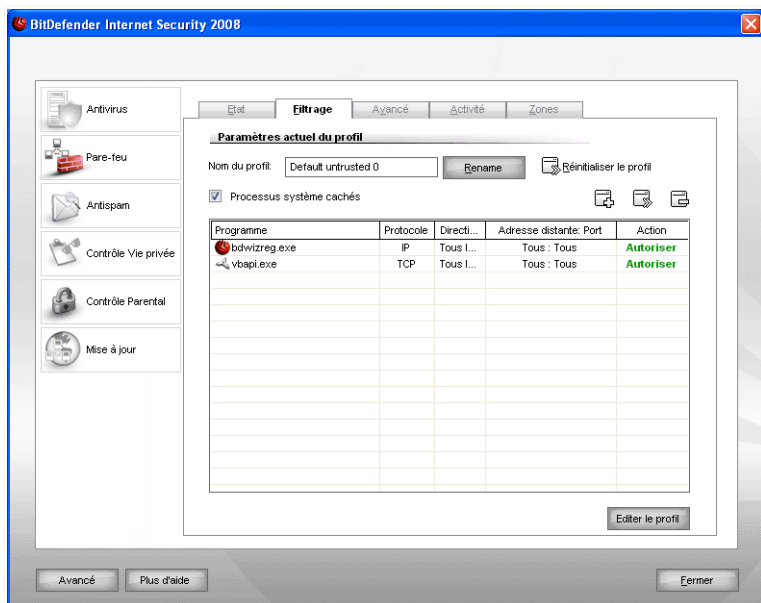 BitDefender Internet Security 2008
Antivirus
Pare-feu
Antispam
Contrôle Vie privée
Contrôle Parental
Mise à jour
Etat Filtrage Avancé Activité Zones
Paramètres actuel du profil
Nom du profil: Default untrusted 0 Rename Réinitialiser le profil
Processus système cachés
Programme Protocole Directi... Adresse distante: Port Action
bdwizreg.exe IP Tous l... Tous : Tous Autoriser
vbapi.exe TCP Tous l... Tous : Tous Autoriser
Editer le profil
Avancé Plus d'aide Fermer